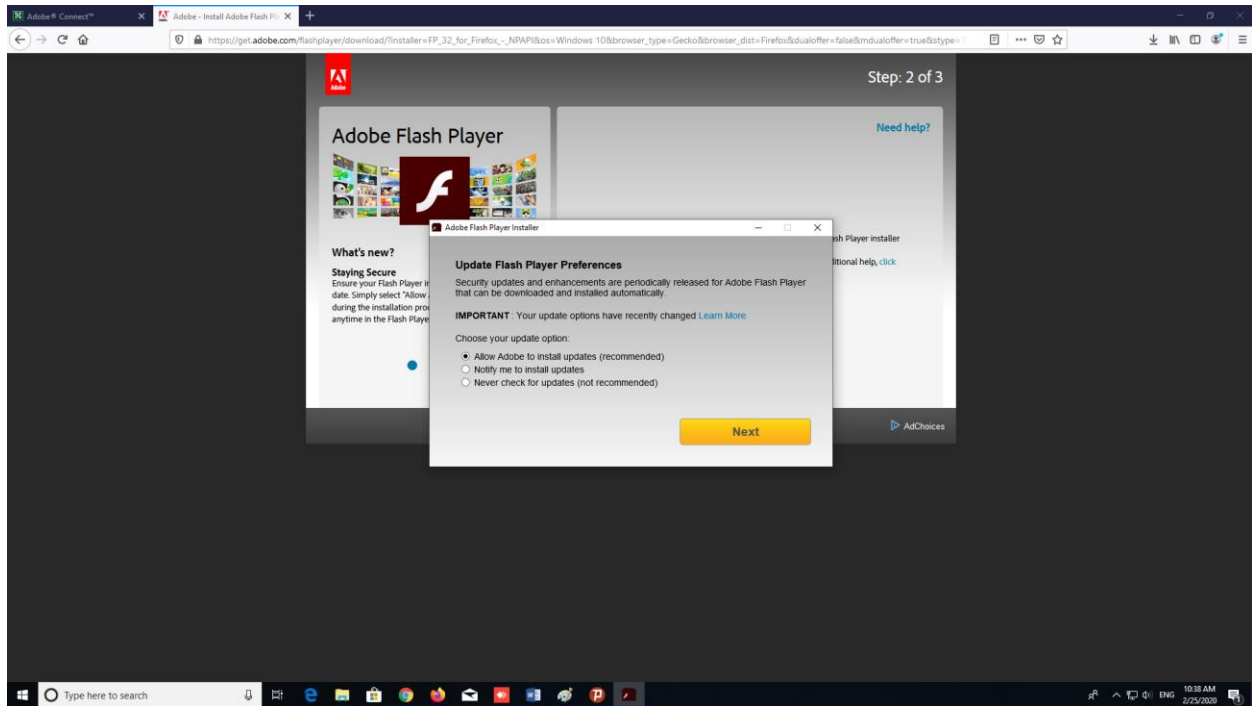 Adobe® Connect™
Adobe - Install Adobe Flash Pl
https://get.adobe.com/flashplayer/download/?installer=FP_32_for_Firefox_-_NPAPI&os=Windows 10&browser_type=Gecko&browser_dist=Firefox&dualoffer=false&mdualoffer=true&stype=
Adobe
Step: 2 of 3
Adobe Flash Player
Need help?
What's new?
Staying Secure
Ensure your Flash Player
date. Simply select "Allow
during the installation
anytime in the Flash
ash Player installer
itional help, click
Adobe Flash Player Installer
Update Flash Player Preferences
Security updates and enhancements are periodically released for Adobe Flash Player
that can be downloaded and installed automatically.
IMPORTANT : Your update options have recently changed Learn More
Choose your update option:
Allow Adobe to install updates (recommended)
Notify me to install updates
Never check for updates (not recommended)
Next
AdChoices
Type here to search
ENG
10:38 AM
2/25/2020